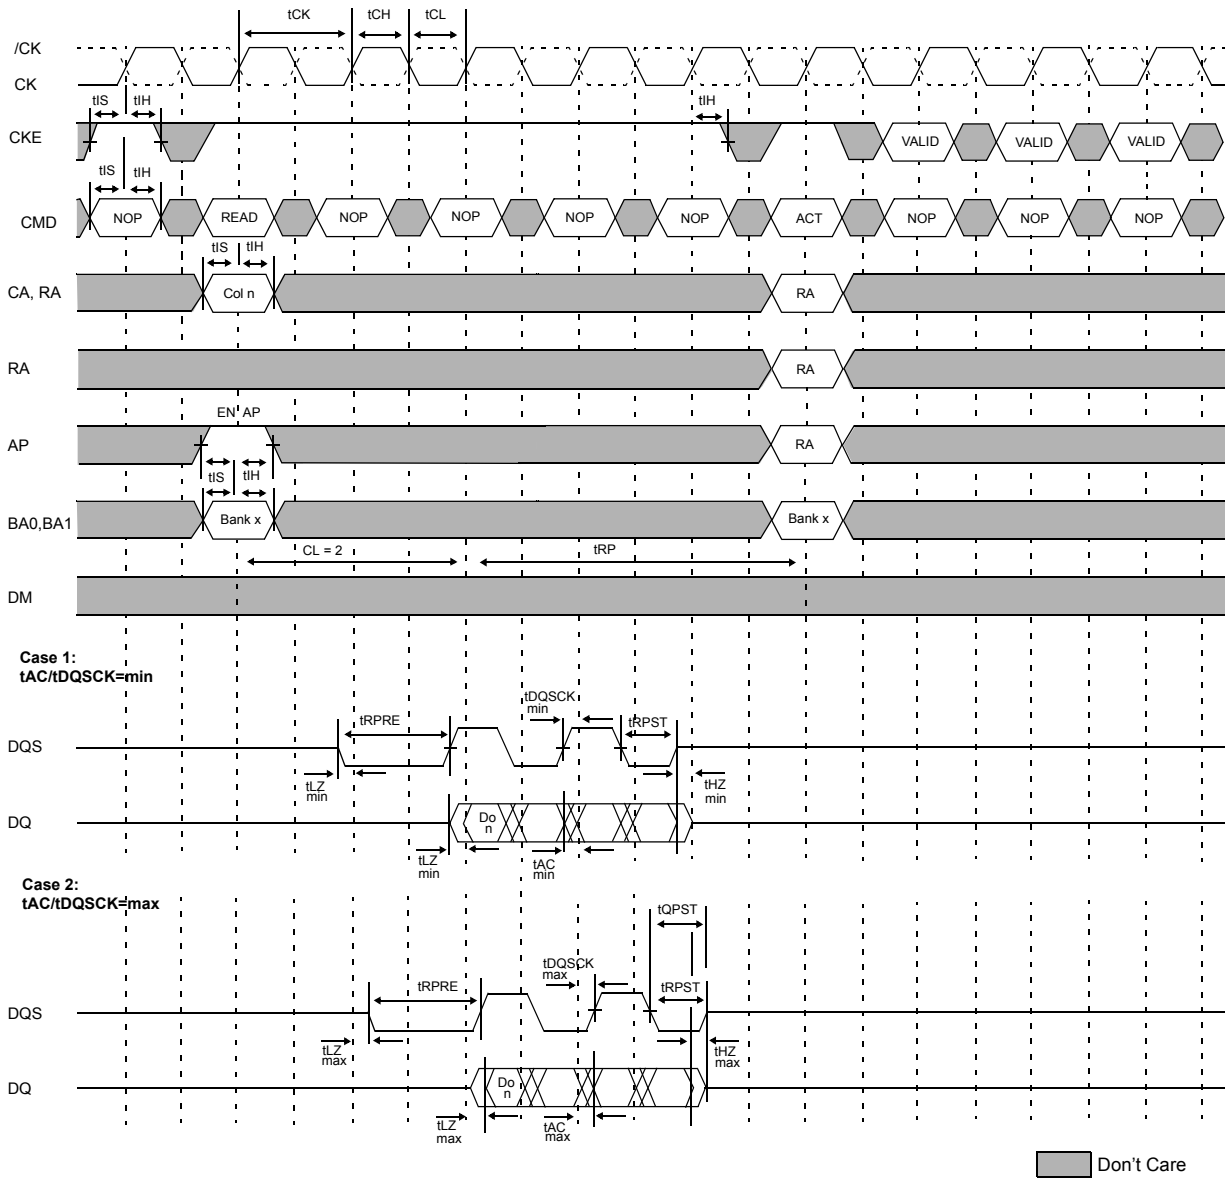 tCK tCH tCL
/CK
CK
tIS tIH tIH
CKE VALID VALID VALID
tIS tIH
CMD NOP READ NOP NOP NOP NOP ACT NOP NOP NOP
tIS tIH
CA, RA Col n RA
RA RA
EN AP
AP RA
tIS tIH
BA0,BA1 Bank x Bank x
CL = 2 tRP
DM
Case 1:
tAC/tDQSCK=min
tDQSCK
min
tRPRE tRPST
DQS
tLZ
min
tHZ
min
DQ Do
n
tLZ
min
tAC
min
Case 2:
tAC/tDQSCK=max
tQPST
tDQSCK
max
tRPRE tRPST
DQS
tLZ
max
tHZ
max
DQ Do
n
tLZ
max
tAC
max
Don't Care